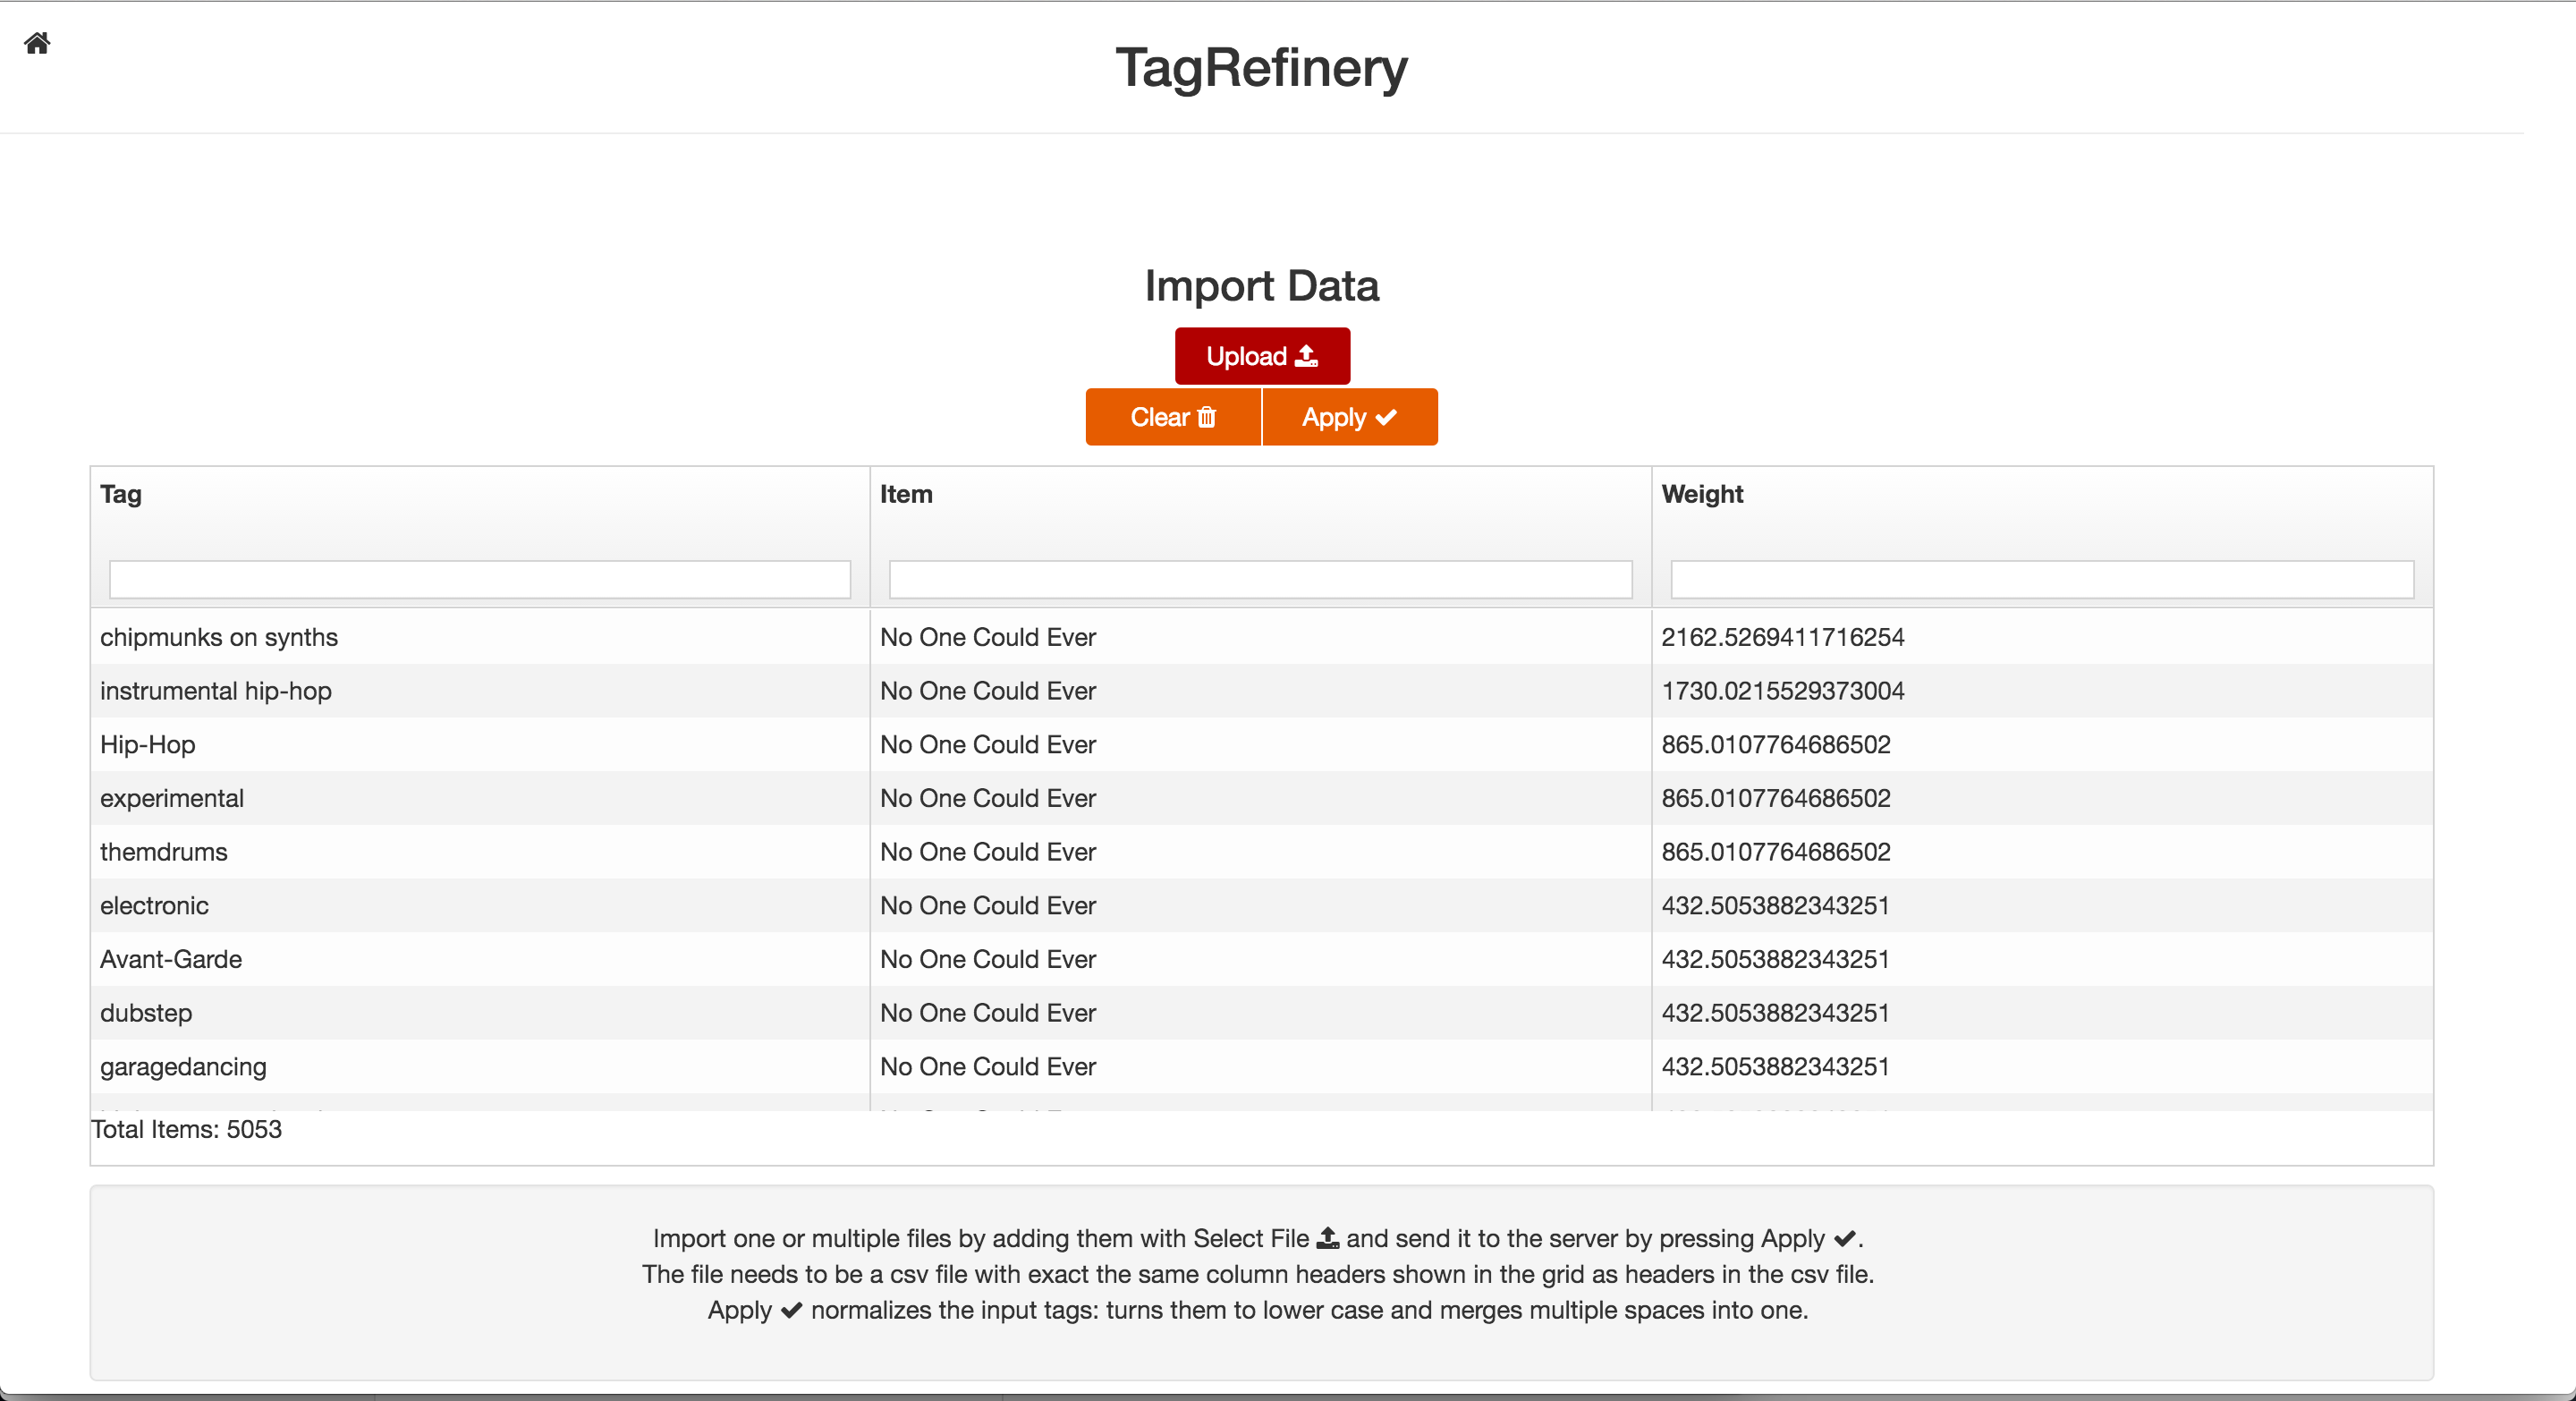 TagRefinery
Import Data
Upload
Clear Apply
Tag Item Weight
chipmunks on synths No One Could Ever 2162.5269411716254
instrumental hip-hop No One Could Ever 1730.0215529373004
Hip-Hop No One Could Ever 865.0107764686502
experimental No One Could Ever 865.0107764686502
themdrums No One Could Ever 865.0107764686502
electronic No One Could Ever 432.5053882343251
Avant-Garde No One Could Ever 432.5053882343251
dubstep No One Could Ever 432.5053882343251
garagedancing No One Could Ever 432.5053882343251
Total Items: 5053
Import one or multiple files by adding them with Select File and send it to the server by pressing Apply .
The file needs to be a csv file with exact the same column headers shown in the grid as headers in the csv file.
Apply normalizes the input tags: turns them to lower case and merges multiple spaces into one.